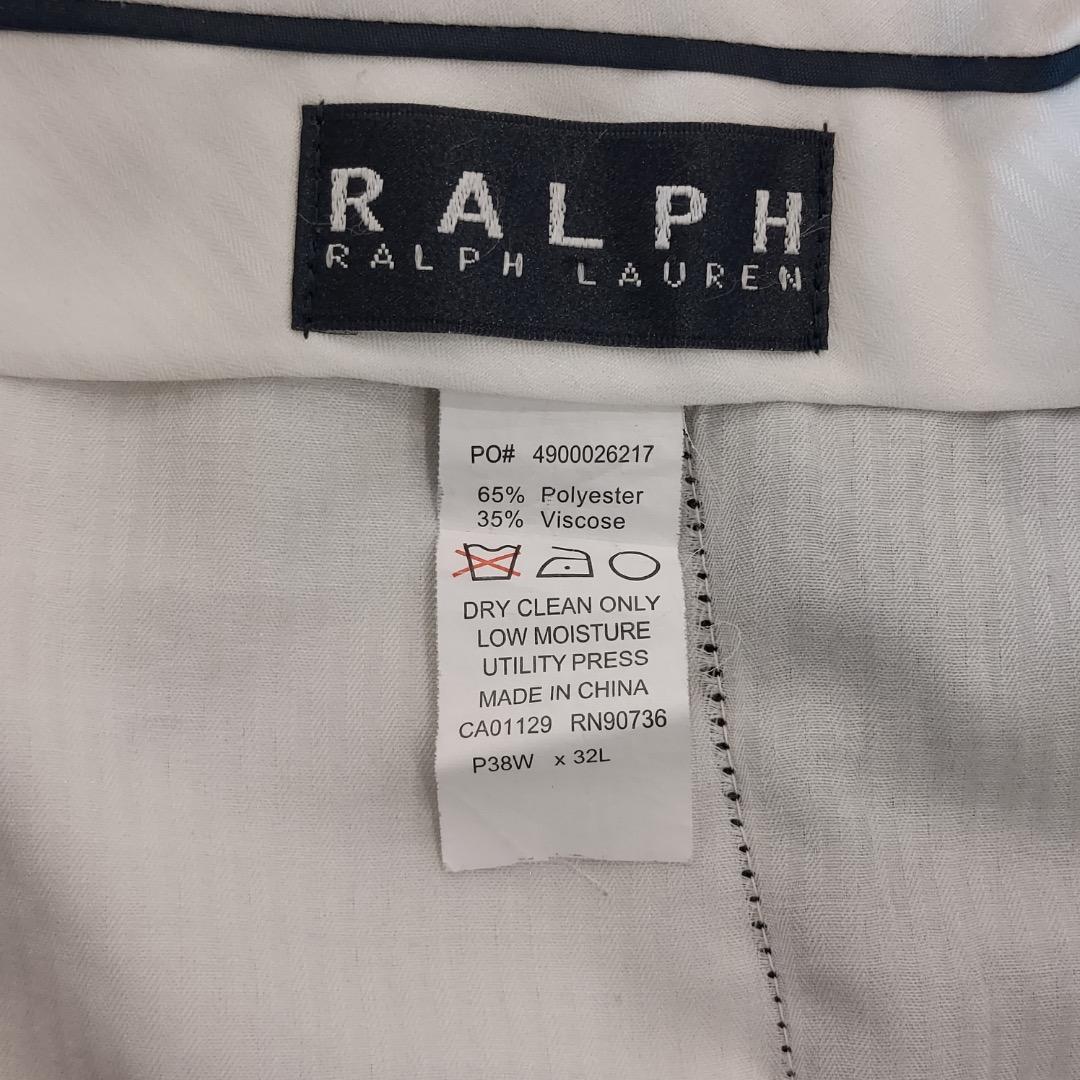 RALPH
RALPH LAUREN
PO# 4900026217
65% Polyester
35% Viscose
DRY CLEAN ONLY
LOW MOISTURE
UTILITY PRESS
MADE IN CHINA
CA01129 RN90736
P38W x 32L